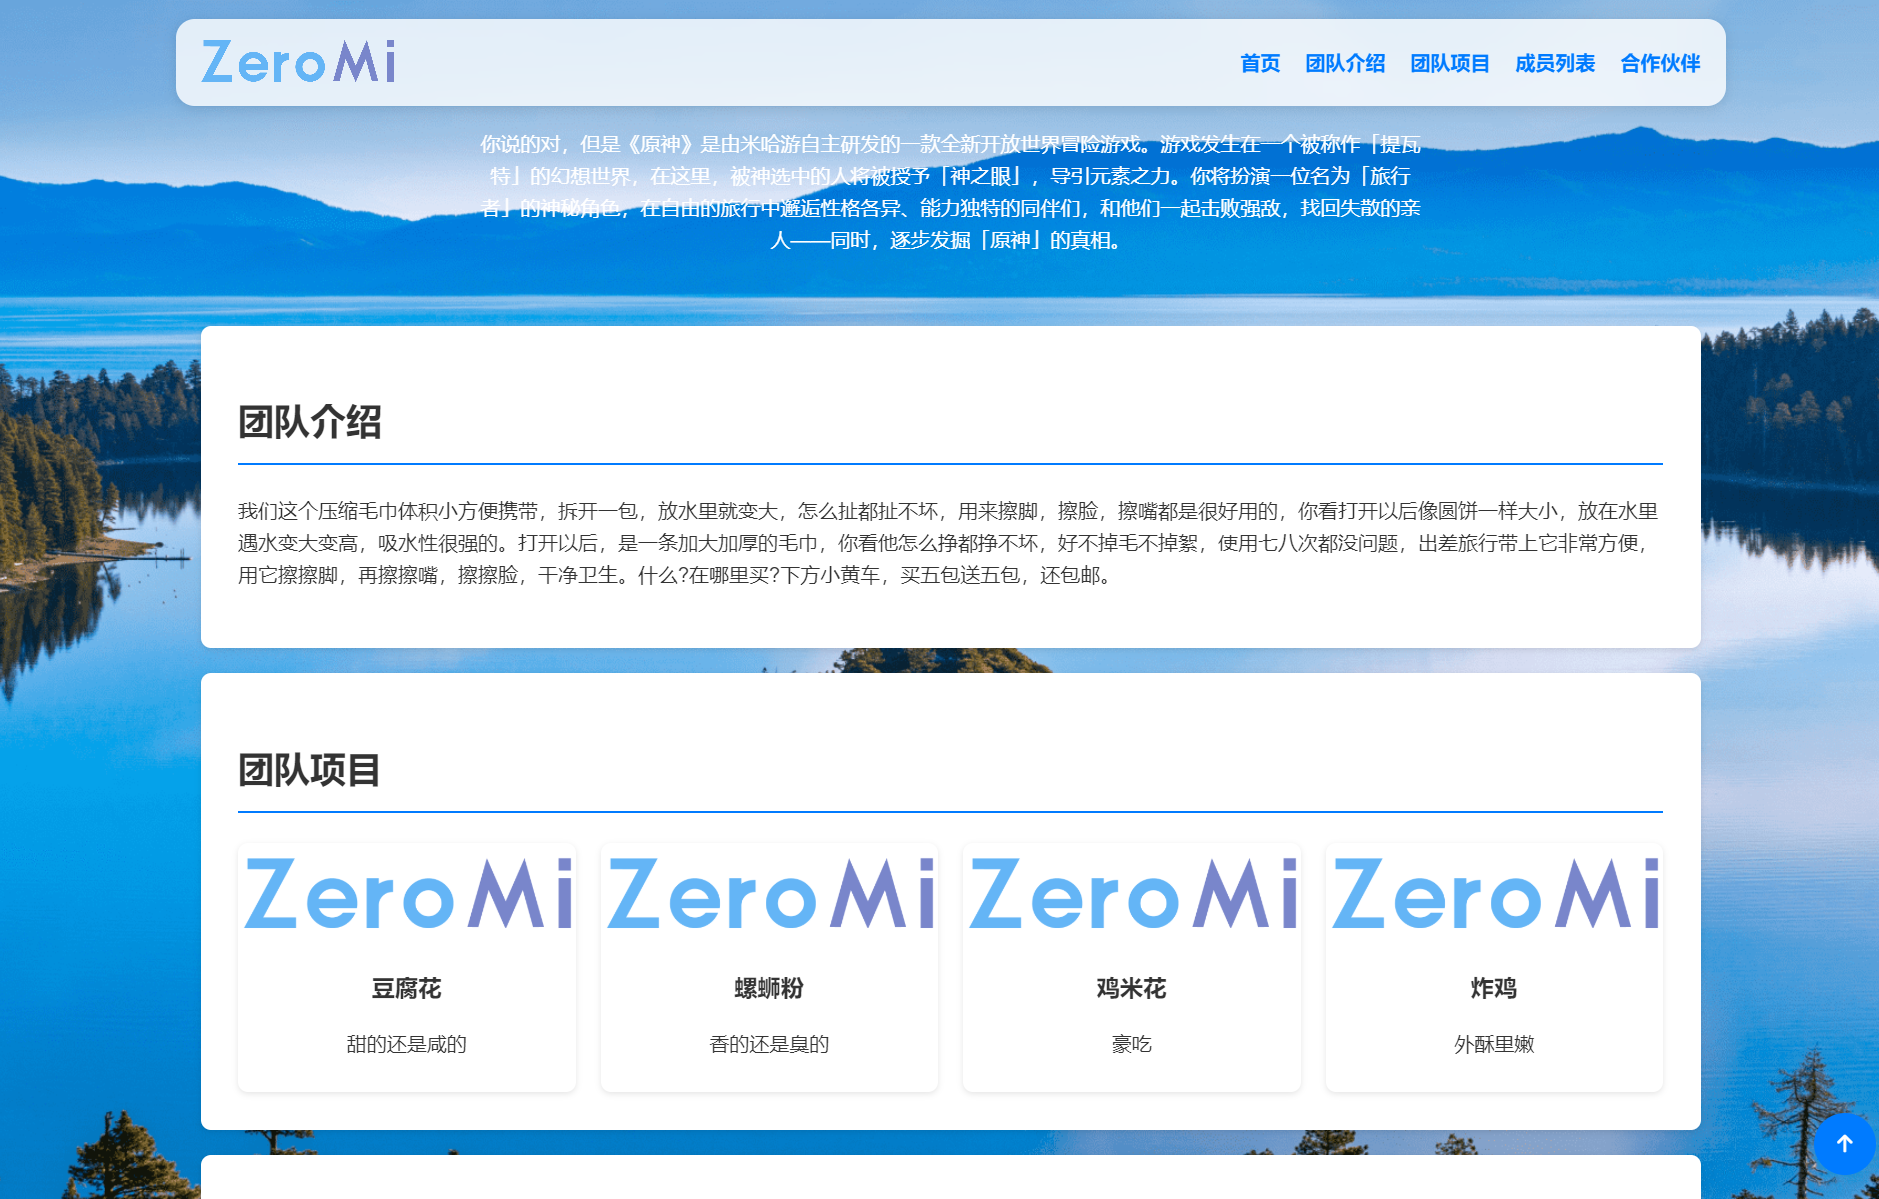 ZeroMi
首页 团队介绍 团队项目 成员列表 合作伙伴
你说的对，但是《原神》是由米哈游自主研发的一款全新开放世界冒险游戏。游戏发生在一个被称作「提瓦
特」的幻想世界，在这里，被神选中的人将被授予「神之眼」，导引元素之力。你将扮演一位名为「旅行
者」的神秘角色，在自由的旅行中邂逅性格各异、能力独特的同伴们，和他们一起击败强敌，找回失散的亲
人——同时，逐步发掘「原神」的真相。
团队介绍
我们这个压缩毛巾体积小方便携带，拆开一包，放水里就变大，怎么扯都扯不坏，用来擦脚，擦脸，擦嘴都是很好用的，你看打开以后像圆饼一样大小，放在水里
遇水变大变高，吸水性很强的。打开以后，是一条加大加厚的毛巾，你看他怎么挣都挣不坏，好不掉毛不掉絮，使用七八次都没问题，出差旅行带上它非常方便，
用它擦擦脚，再擦擦嘴，擦擦脸，干净卫生。什么?在哪里买?下方小黄车，买五包送五包，还包邮。
团队项目
ZeroMi ZeroMi ZeroMi ZeroMi
豆腐花 螺蛳粉 鸡米花 炸鸡
甜的还是咸的 香的还是臭的 豪吃 外酥里嫩